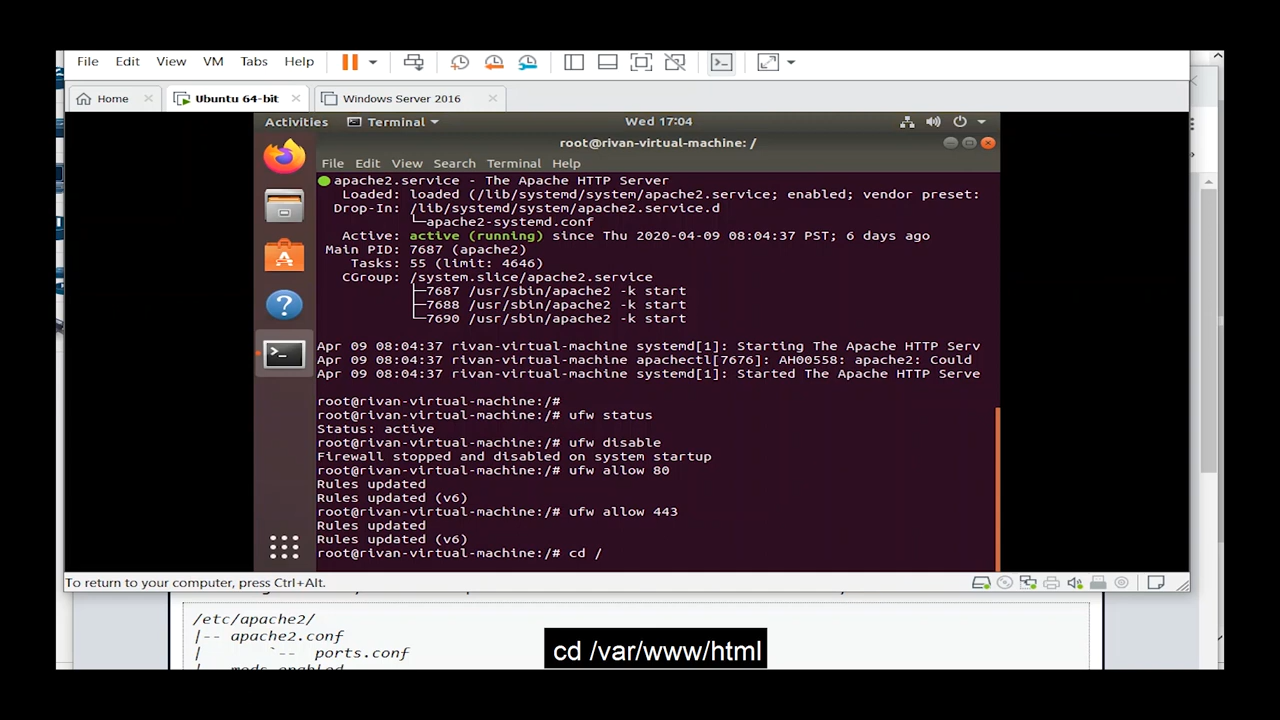 File Edit View VM Tabs Help
Home Ubuntu 64-bit Windows Server 2016
Activities Terminal Wed 17:04
root@rivan-virtual-machine: /
File Edit View Search Terminal Help
apache2.service - The Apache HTTP Server
Loaded: loaded (/lib/systemd/system/apache2.service; enabled; vendor preset:
Drop-In: /lib/systemd/system/apache2.service.d
└─apache2-systemd.conf
Active: active (running) since Thu 2020-04-09 08:04:37 PST; 6 days ago
Main PID: 7687 (apache2)
Tasks: 55 (limit: 4646)
CGroup: /system.slice/apache2.service
├─7687 /usr/sbin/apache2 -k start
├─7688 /usr/sbin/apache2 -k start
└─7690 /usr/sbin/apache2 -k start
Apr 09 08:04:37 rivan-virtual-machine systemd[1]: Starting The Apache HTTP Serv
Apr 09 08:04:37 rivan-virtual-machine apachectl[7676]: AH00558: apache2: Could
Apr 09 08:04:37 rivan-virtual-machine systemd[1]: Started The Apache HTTP Serve
root@rivan-virtual-machine:/#
root@rivan-virtual-machine:/# ufw status
Status: active
root@rivan-virtual-machine:/# ufw disable
Firewall stopped and disabled on system startup
root@rivan-virtual-machine:/# ufw allow 80
Rules updated
Rules updated (v6)
root@rivan-virtual-machine:/# ufw allow 443
Rules updated
Rules updated (v6)
root@rivan-virtual-machine:/# cd /
To return to your computer, press Ctrl+Alt.
/etc/apache2/
|-- apache2.conf
| `-- ports.conf
|-- mods-enabled
cd /var/www/html